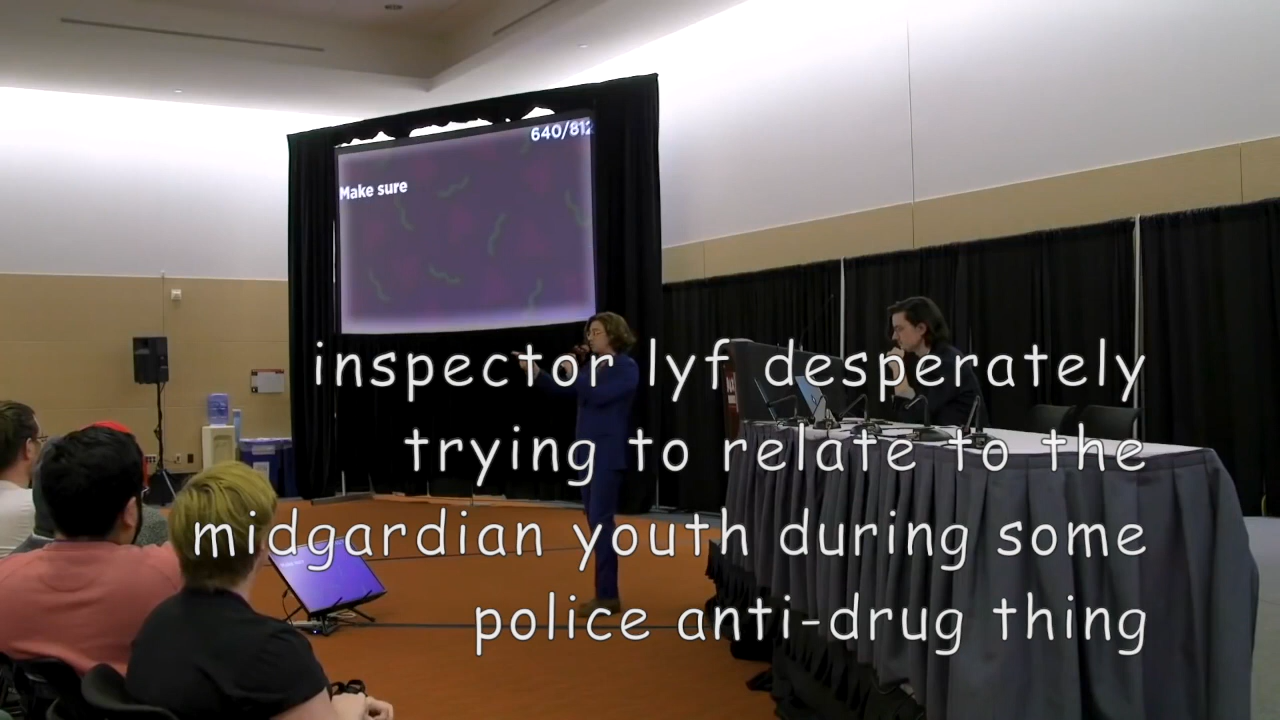 640/812
Make sure
inspector lyf desperately
trying to relate to the
midgardian youth during some
police anti-drug thing